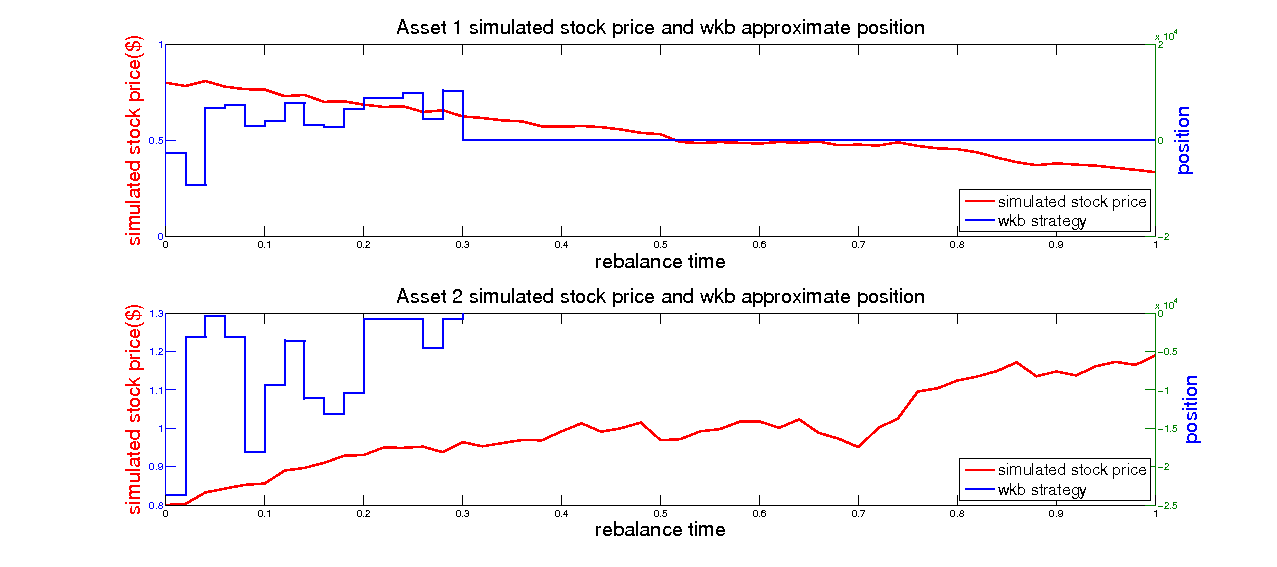 Asset 1 simulated stock price and wkb approximate position
x 10^4
simulated stock price($)
1
0.5
0
2
0
-2
position
simulated stock price
wkb strategy
0 0.1 0.2 0.3 0.4 0.5 0.6 0.7 0.8 0.9 1
rebalance time
Asset 2 simulated stock price and wkb approximate position
x 10^4
simulated stock price($)
1.3
1.2
1.1
1
0.9
0.8
0
-0.5
-1
-1.5
-2
-2.5
position
simulated stock price
wkb strategy
0 0.1 0.2 0.3 0.4 0.5 0.6 0.7 0.8 0.9 1
rebalance time